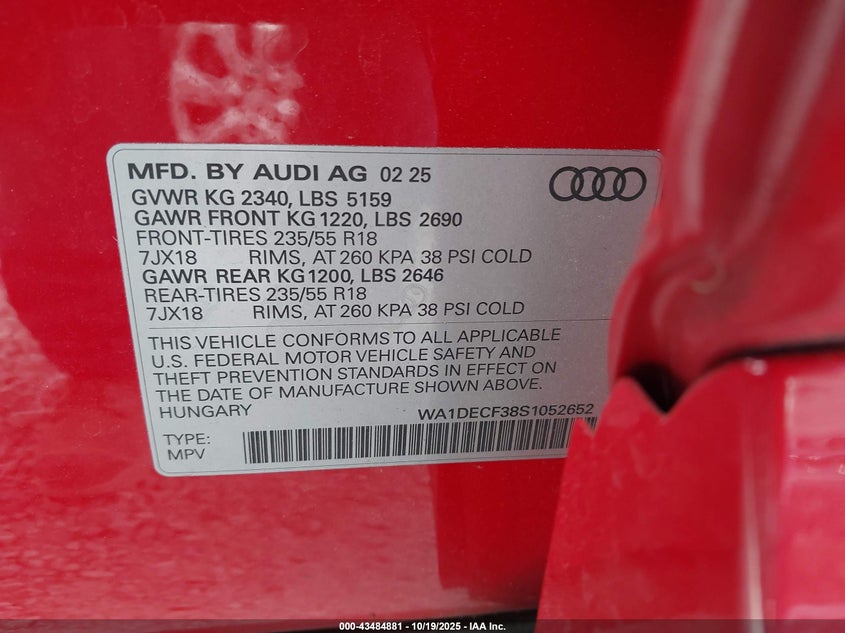 MFD. BY AUDI AG 02 25
GVWR KG 2340, LBS 5159
GAWR FRONT KG 1220, LBS 2690
FRONT-TIRES 235/55 R18
7JX18 RIMS, AT 260 KPA 38 PSI COLD
GAWR REAR KG 1200, LBS 2646
REAR-TIRES 235/55 R18
7JX18 RIMS, AT 260 KPA 38 PSI COLD
THIS VEHICLE CONFORMS TO ALL APPLICABLE
U.S. FEDERAL MOTOR VEHICLE SAFETY AND
THEFT PREVENTION STANDARDS IN EFFECT ON
THE DATE OF MANUFACTURE SHOWN ABOVE.
HUNGARY WA1DECF38S1052652
TYPE:
MPV
000-43484881 - 10/19/2025 - IAA Inc.